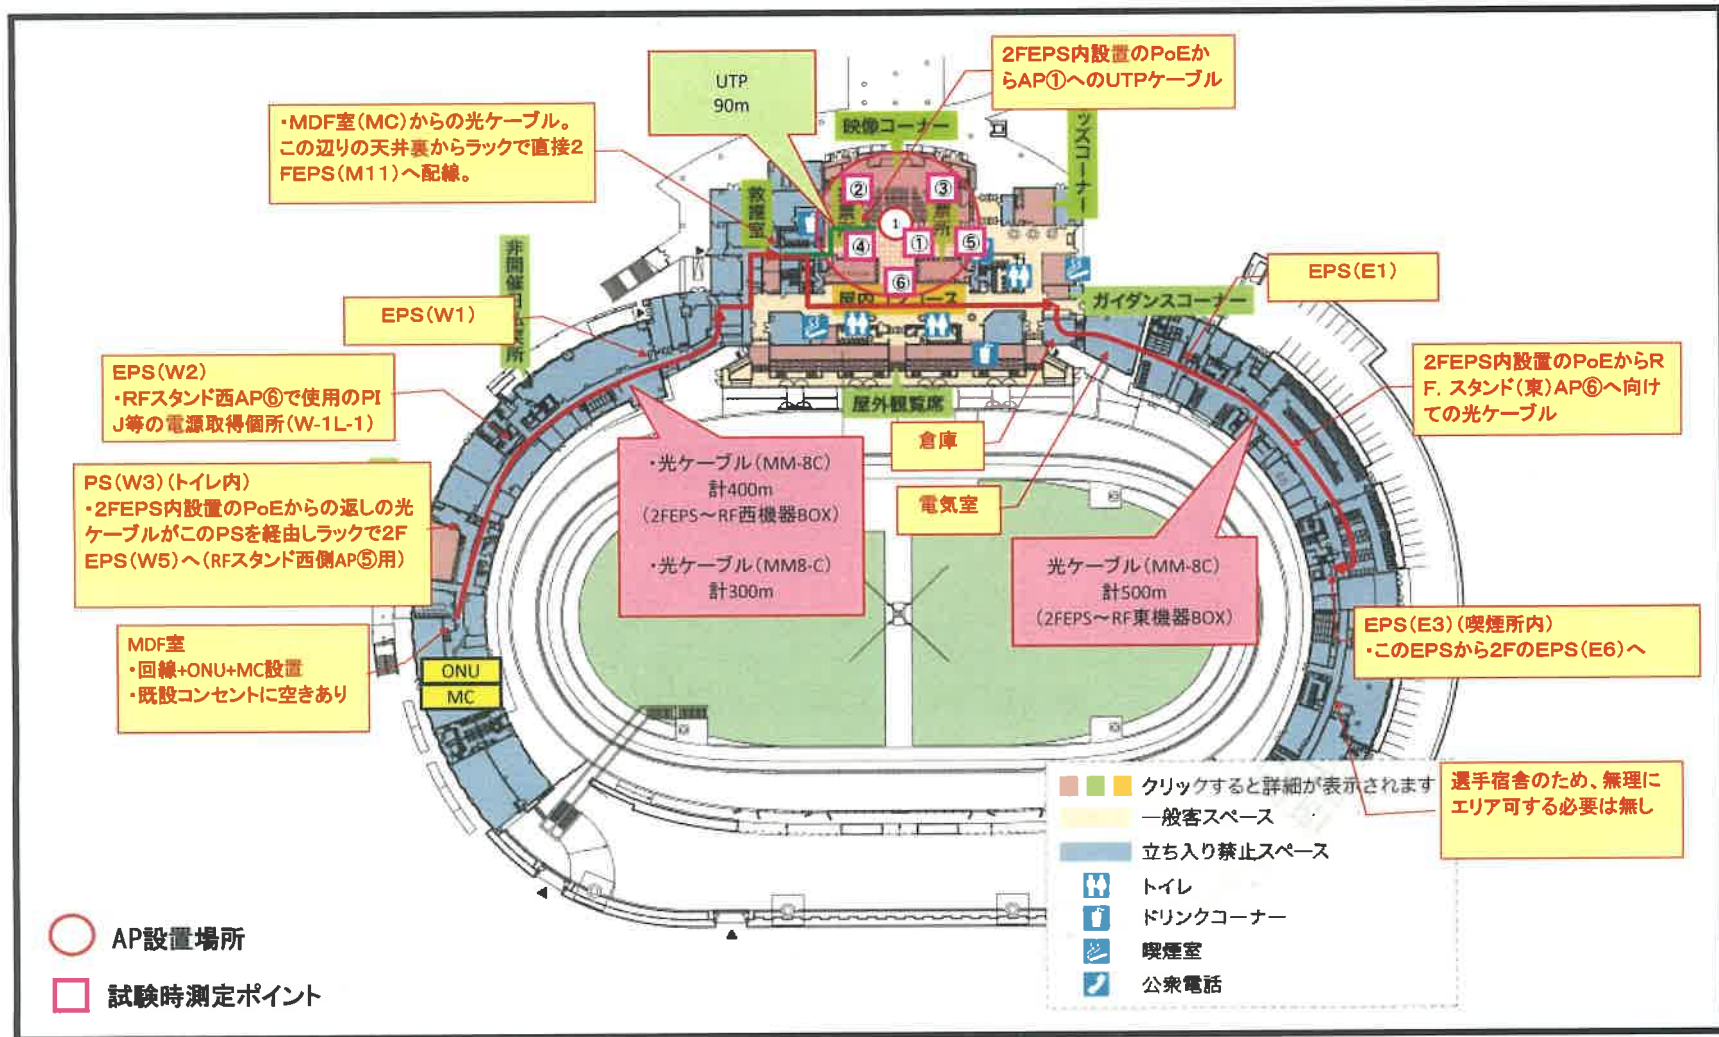 2FEPS内設置のPoEか
らAP①へのUTPケーブル
UTP
90m
・MDF室(MC)からの光ケーブル。
この辺りの天井裏からラックで直接2
FEPS(M11)へ配線。
映像コーナー
ッズコーナー
救護室
②
③
1
④
①
⑤
⑥
票所
非開催日
EPS(W1)
ガイダンスコーナー
EPS(E1)
EPS(W2)
・RFスタンド西AP⑥で使用のPI
J等の電源取得個所(W-1L-1)
2FEPS内設置のPoEからR
F. スタンド(東)AP⑥へ向け
ての光ケーブル
屋外観覧席
倉庫
・光ケーブル(MM-8C)
計400m
(2FEPS～RF西機器BOX)
・光ケーブル(MM8-C)
計300m
電気室
PS(W3)(トイレ内)
・2FEPS内設置のPoEからの返しの光
ケーブルがこのPSを経由しラックで2F
EPS(W5)へ(RFスタンド西側AP⑤用)
光ケーブル(MM-8C)
計500m
(2FEPS～RF東機器BOX)
EPS(E3)(喫煙所内)
・このEPSから2FのEPS(E6)へ
MDF室
・回線+ONU+MC設置
・既設コンセントに空きあり
ONU
MC
選手宿舎のため、無理に
エリア可する必要は無し
クリックすると詳細が表示されます
一般客スペース
立ち入り禁止スペース
トイレ
ドリンクコーナー
喫煙室
公衆電話
AP設置場所
試験時測定ポイント